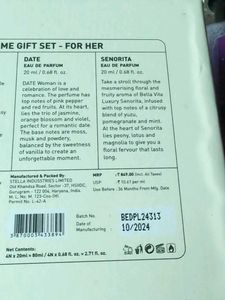 ME GIFT SET - FOR HER
DATE
EAU DE PARFUM
20 ml / 0.68 fl. oz.
DATE Woman is a
celebration of love and
romance. The perfume has
top notes of pink pepper
and red fruits. At its heart,
lies the trio of jasmine,
orange blossom and violet,
perfect for a romantic date.
The base notes are moss,
musk and powdery,
balanced by the sweetness
of vanilla to create an
unforgettable moment.
SENORITA
EAU DE PARFUM
20 ml / 0.68 fl. oz.
Take a stroll through the
mesmerising floral and
fruity aroma of Bella Vita
Luxury Senorita, infused
with top notes of a citrusy
blend of yuzu,
pomegranate and mint.
At the heart of Senorita
lies peony, lotus and
magnolia to give you a
floral fervour that lasts
long.
Manufactured & Packed By:
STELLA INDUSTRIES LIMITED
Old Khandsa Road, Sector -37, HSIIDC,
Gurugram - 122 004, Haryana, India.
M. L. No. M. 123-Cos-
Permit No. L-42-A
MRP : ₹ 849.00 (Incl. of All Taxes)
USP : ₹ 10.61 per ml
Use Before : 36 Months From Mfg. Date
Batch No.
BEDPL24313
Date of
Manufacturing
10/2024
4N x 20ml = 80ml / 4N x 0.68 fl. oz = 2.71 fl. oz.